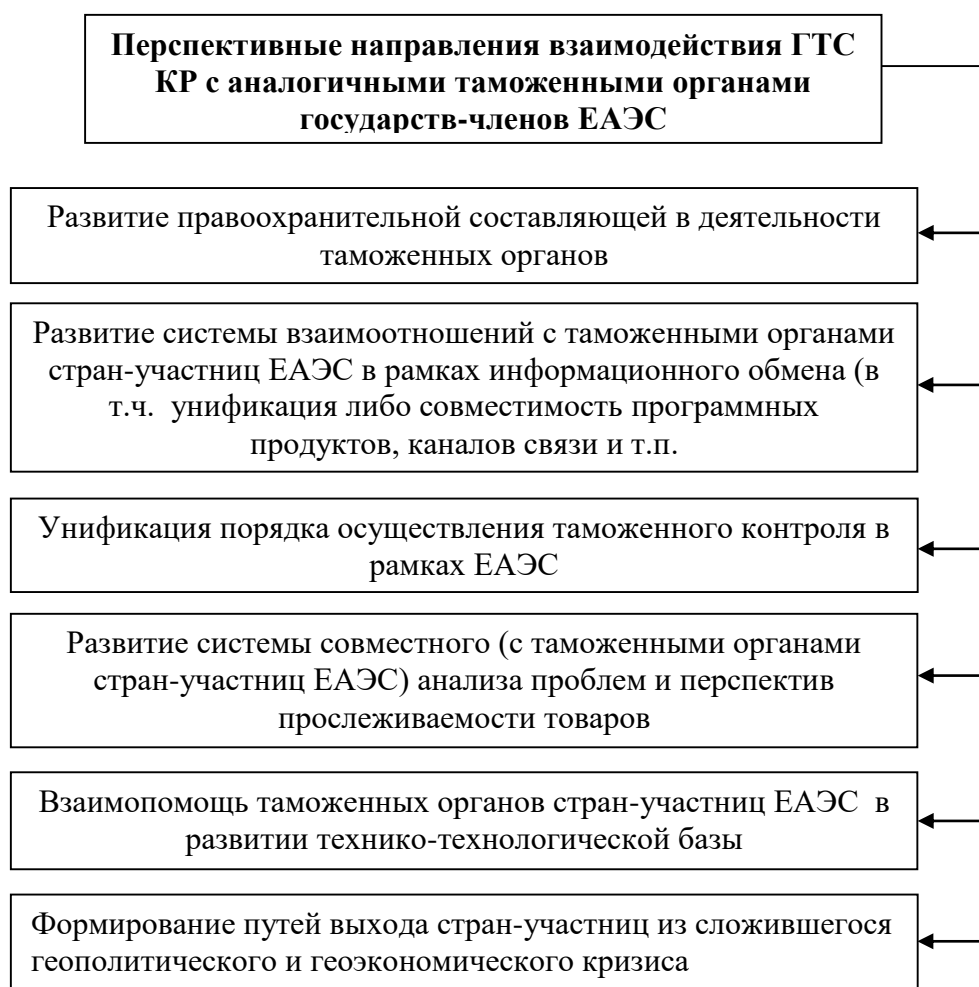 Перспективные направления взаимодействия ГТС
КР с аналогичными таможенными органами
государств-членов ЕАЭС
Развитие правоохранительной составляющей в деятельности
таможенных органов
Развитие системы взаимоотношений с таможенными органами
стран-участниц ЕАЭС в рамках информационного обмена (в
т.ч. унификация либо совместимость программных
продуктов, каналов связи и т.п.
Унификация порядка осуществления таможенного контроля в
рамках ЕАЭС
Развитие системы совместного (с таможенными органами
стран-участниц ЕАЭС) анализа проблем и перспектив
прослеживаемости товаров
Взаимопомощь таможенных органов стран-участниц ЕАЭС в
развитии технико-технологической базы
Формирование путей выхода стран-участниц из сложившегося
геополитического и геоэкономического кризиса